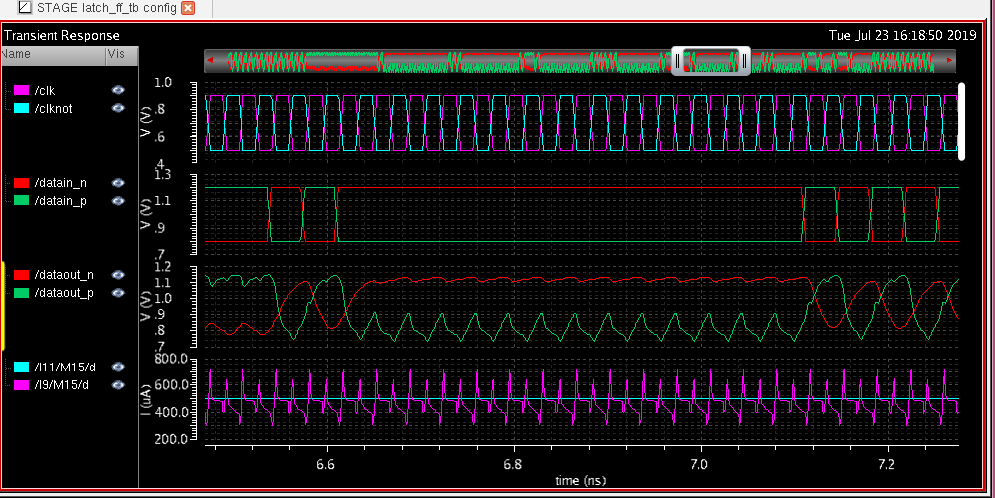 STAGE latch_ff_tb config
Transient Response
Tue Jul 23 16:18:50 2019
Name Vis
/clk
/clknot
1.0
.8
.6
.4
V (V)
/datain_n
/datain_p
1.3
1.1
.9
.7
V (V)
/dataout_n
/dataout_p
1.2
1.1
1.0
.9
.8
.7
V (V)
/I11/M15/d
/I9/M15/d
800.0
600.0
400.0
200.0
I (uA)
6.6 6.8 7.0 7.2
time (ns)